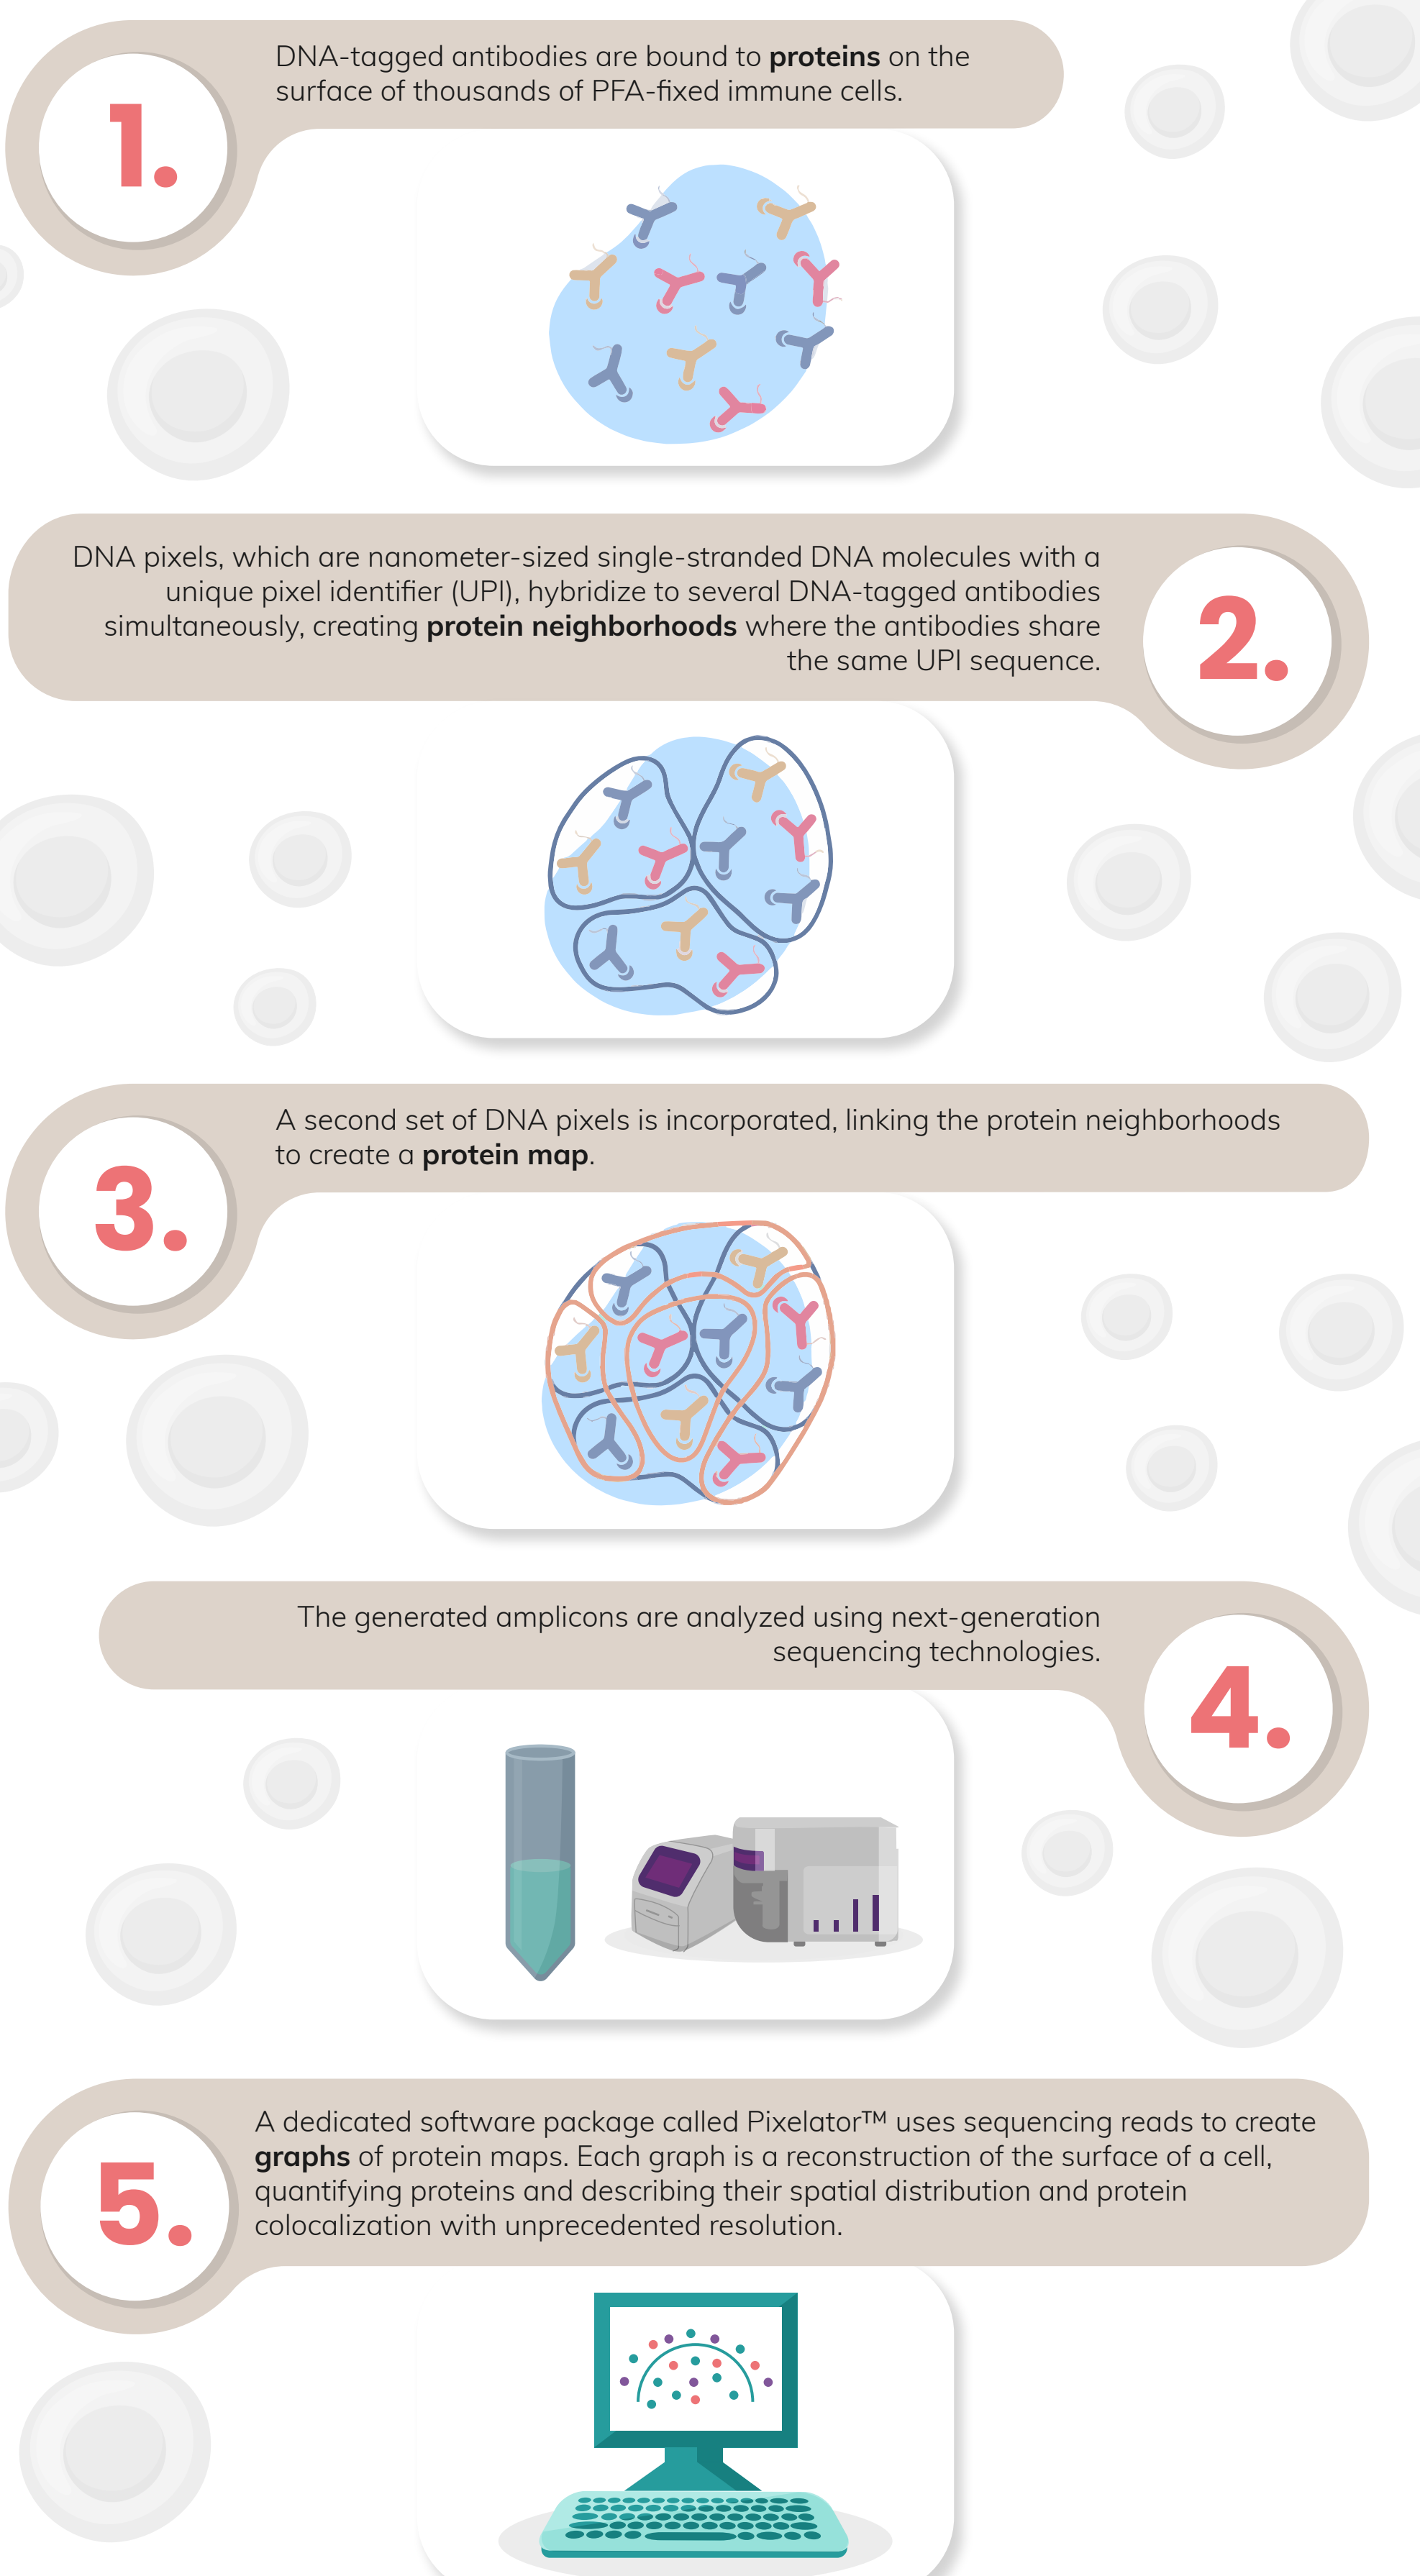 1.
DNA-tagged antibodies are bound to proteins on the
surface of thousands of PFA-fixed immune cells.
2.
DNA pixels, which are nanometer-sized single-stranded DNA molecules with a
unique pixel identifier (UPI), hybridize to several DNA-tagged antibodies
simultaneously, creating protein neighborhoods where the antibodies share
the same UPI sequence.
3.
A second set of DNA pixels is incorporated, linking the protein neighborhoods
to create a protein map.
4.
The generated amplicons are analyzed using next-generation
sequencing technologies.
5.
A dedicated software package called Pixelator™ uses sequencing reads to create
graphs of protein maps. Each graph is a reconstruction of the surface of a cell,
quantifying proteins and describing their spatial distribution and protein
colocalization with unprecedented resolution.